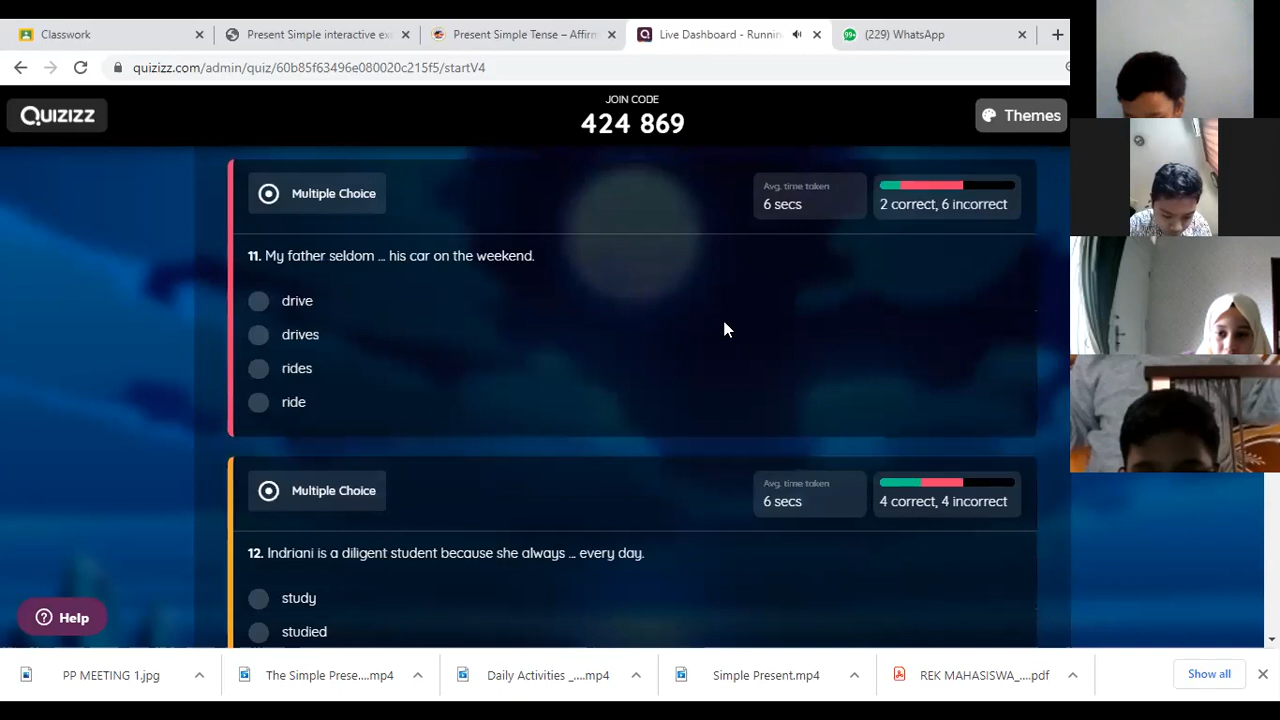 Classwork
Present Simple interactive ex
Present Simple Tense – Affirm
Live Dashboard - Runnin
99+
(229) WhatsApp
quizizz.com/admin/quiz/60b85f63496e080020c215f5/startV4
QUIZIZZ
JOIN CODE
424 869
Themes
Multiple Choice
Avg. time taken
6 secs
2 correct, 6 incorrect
11. My father seldom ... his car on the weekend.
drive
drives
rides
ride
Multiple Choice
Avg. time taken
6 secs
4 correct, 4 incorrect
12. Indriani is a diligent student because she always ... every day.
study
studied
Help
PP MEETING 1.jpg
The Simple Prese....mp4
Daily Activities _....mp4
Simple Present.mp4
REK MAHASISWA_....pdf
Show all